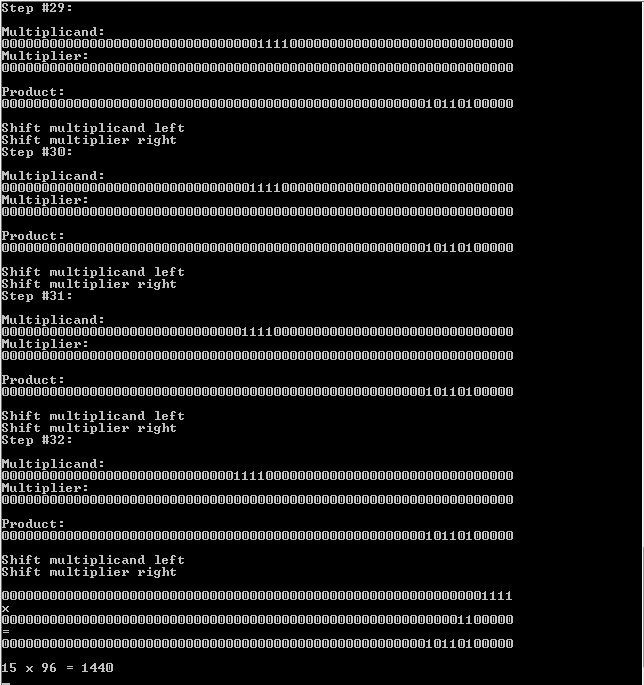 Step #29:
Multiplicand:
0000000000000000000000000000000011110000000000000000000000000000
Multiplier:
0000000000000000000000000000000000000000000000000000000000000000
Product:
0000000000000000000000000000000000000000000000000000010110100000
Shift multiplicand left
Shift multiplier right
Step #30:
Multiplicand:
0000000000000000000000000000000111100000000000000000000000000000
Multiplier:
0000000000000000000000000000000000000000000000000000000000000000
Product:
0000000000000000000000000000000000000000000000000000010110100000
Shift multiplicand left
Shift multiplier right
Step #31:
Multiplicand:
0000000000000000000000000000001111000000000000000000000000000000
Multiplier:
0000000000000000000000000000000000000000000000000000000000000000
Product:
0000000000000000000000000000000000000000000000000000010110100000
Shift multiplicand left
Shift multiplier right
Step #32:
Multiplicand:
0000000000000000000000000000011110000000000000000000000000000000
Multiplier:
0000000000000000000000000000000000000000000000000000000000000000
Product:
0000000000000000000000000000000000000000000000000000010110100000
Shift multiplicand left
Shift multiplier right
0000000000000000000000000000000000000000000000000000000000001111
x
0000000000000000000000000000000000000000000000000000000001100000
=
0000000000000000000000000000000000000000000000000000010110100000
15 x 96 = 1440